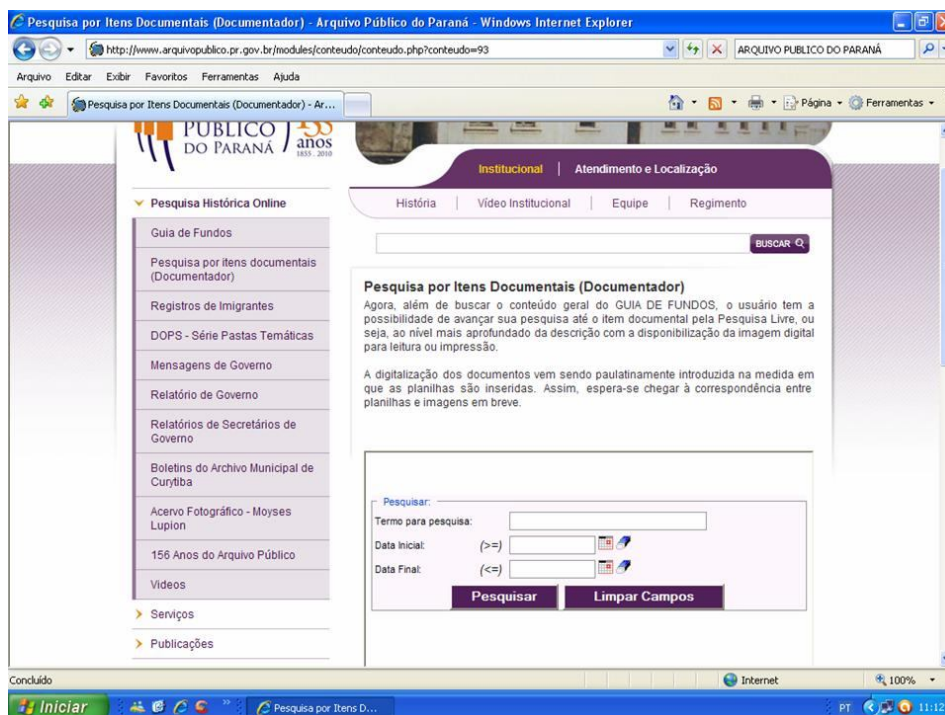 Pesquisa por Itens Documentais (Documentador) - Arquivo Público do Paraná - Windows Internet Explorer
http://www.arquivopublico.pr.gov.br/modules/conteudo/conteudo.php?conteudo=93
ARQUIVO PUBLICO DO PARANÁ
Arquivo Editar Exibir Favoritos Ferramentas Ajuda
Pesquisa por Itens Documentais (Documentador) - Ar...
Página Ferramentas
PÚBLICO
DO PARANÁ
anos
1855 . 2010
Institucional | Atendimento e Localização
História | Vídeo Institucional | Equipe | Regimento
BUSCAR
Pesquisa Histórica Online
Guia de Fundos
Pesquisa por itens documentais
(Documentador)
Registros de Imigrantes
DOPS - Série Pastas Temáticas
Mensagens de Governo
Relatório de Governo
Relatórios de Secretários de
Governo
Boletins do Archivo Municipal de
Curytiba
Acervo Fotográfico - Moyses
Lupion
156 Anos do Arquivo Público
Videos
Serviços
Publicações
Pesquisa por Itens Documentais (Documentador)
Agora, além de buscar o conteúdo geral do GUIA DE FUNDOS, o usuário tem a
possibilidade de avançar sua pesquisa até o item documental pela Pesquisa Livre, ou
seja, ao nível mais aprofundado da descrição com a disponibilização da imagem digital
para leitura ou impressão.
A digitalização dos documentos vem sendo paulatinamente introduzida na medida em
que as planilhas são inseridas. Assim, espera-se chegar à correspondência entre
planilhas e imagens em breve.
Pesquisar:
Termo para pesquisa:
Data Inicial: (>=)
Data Final: (<=)
Pesquisar Limpar Campos
Concluído
Internet
100%
Iniciar
Pesquisa por Itens D...
PT
11:12